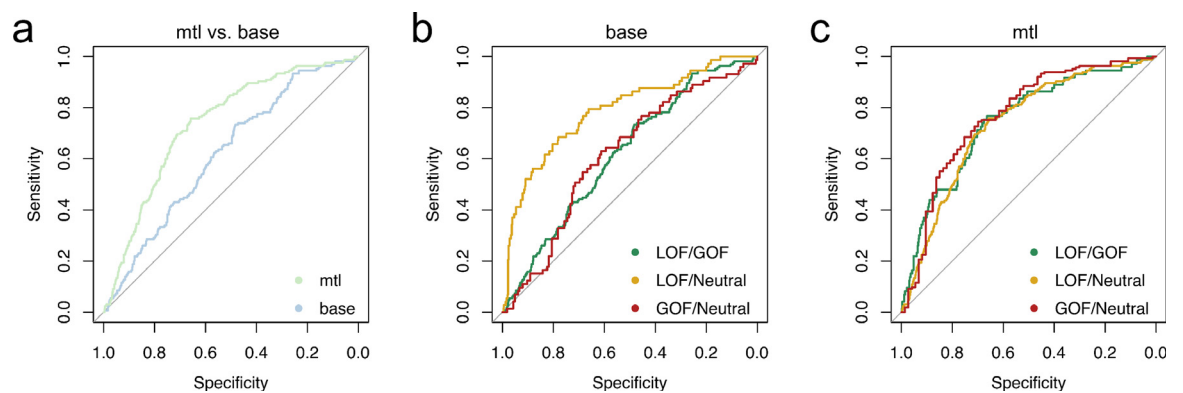 a
mtl vs. base
Sensitivity
1.0
0.8
0.6
0.4
0.2
0.0
mtl
base
1.0 0.8 0.6 0.4 0.2 0.0
Specificity
b
base
Sensitivity
1.0
0.8
0.6
0.4
0.2
0.0
LOF/GOF
LOF/Neutral
GOF/Neutral
1.0 0.8 0.6 0.4 0.2 0.0
Specificity
c
mtl
Sensitivity
1.0
0.8
0.6
0.4
0.2
0.0
LOF/GOF
LOF/Neutral
GOF/Neutral
1.0 0.8 0.6 0.4 0.2 0.0
Specificity